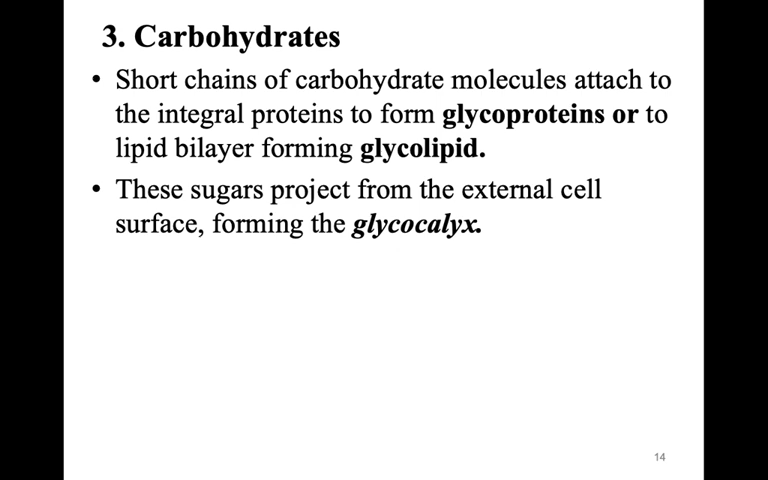 3. Carbohydrates
• Short chains of carbohydrate molecules attach to
the integral proteins to form glycoproteins or to
lipid bilayer forming glycolipid.
• These sugars project from the external cell
surface, forming the glycocalyx.
14